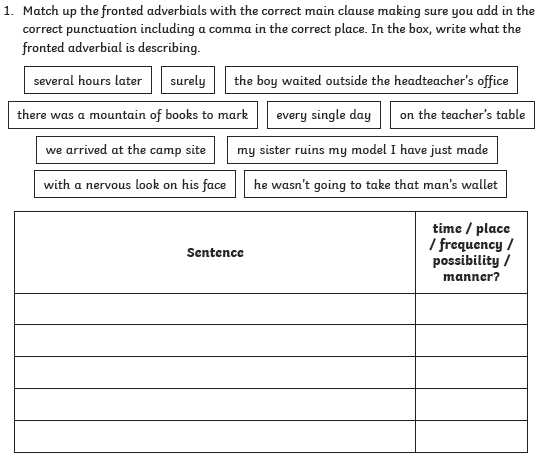 1. Match up the fronted adverbials with the correct main clause making sure you add in the
correct punctuation including a comma in the correct place. In the box, write what the
fronted adverbial is describing.
several hours later
surely
the boy waited outside the headteacher's office
there was a mountain of books to mark
every single day
on the teacher's table
we arrived at the camp site
my sister ruins my model I have just made
with a nervous look on his face
he wasn't going to take that man's wallet
Sentence
time / place
/ frequency /
possibility /
manner?